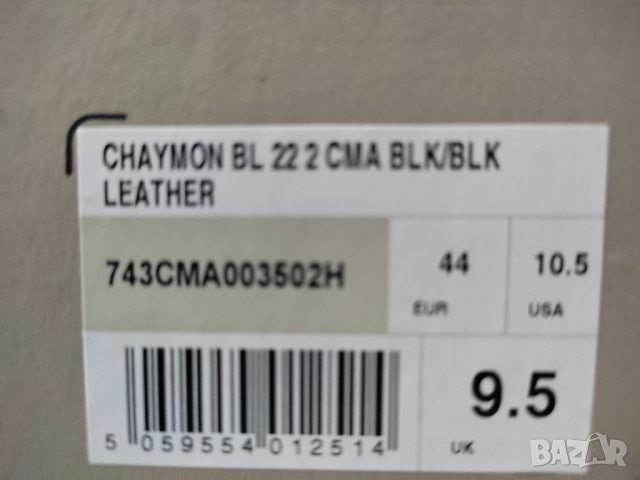 CHAYMON BL 22 2 CMA BLK/BLK
LEATHER
743CMA003502H
44
EUR
10.5
USA
5 059554 012514
9.5
UK
BAZAR